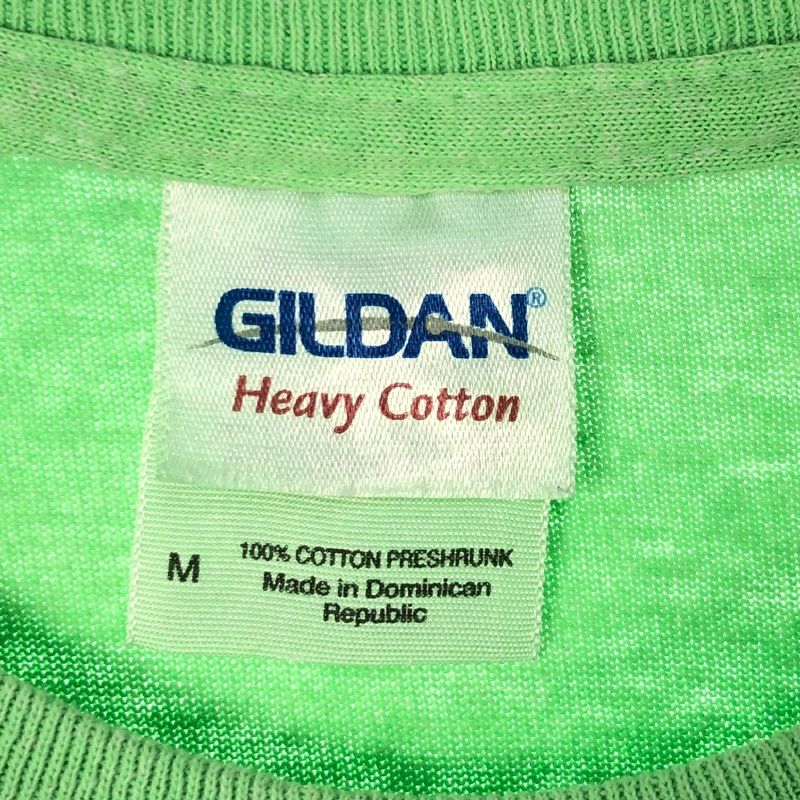 GILDAN®
Heavy Cotton
M
100% COTTON PRESHRUNK
Made in Dominican
Republic